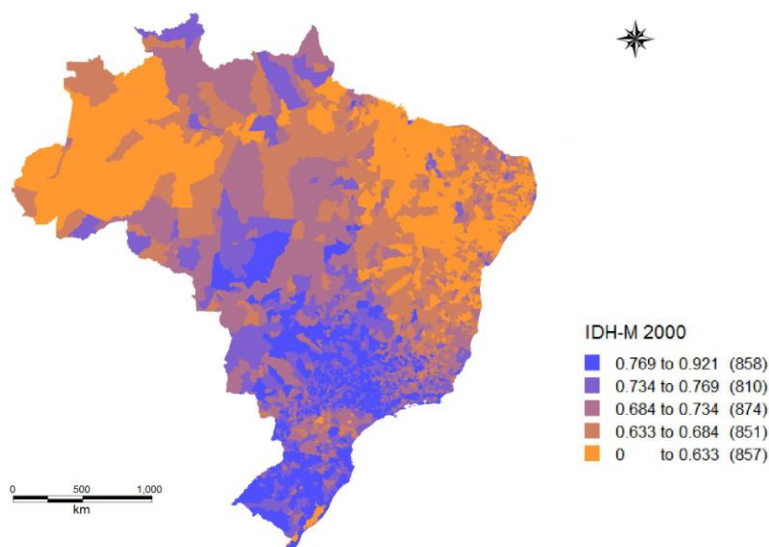 IDH-M 2000
0.769 to 0.921 (858)
0.734 to 0.769 (810)
0.684 to 0.734 (874)
0.633 to 0.684 (851)
0 to 0.633 (857)
0 500 1,000
km